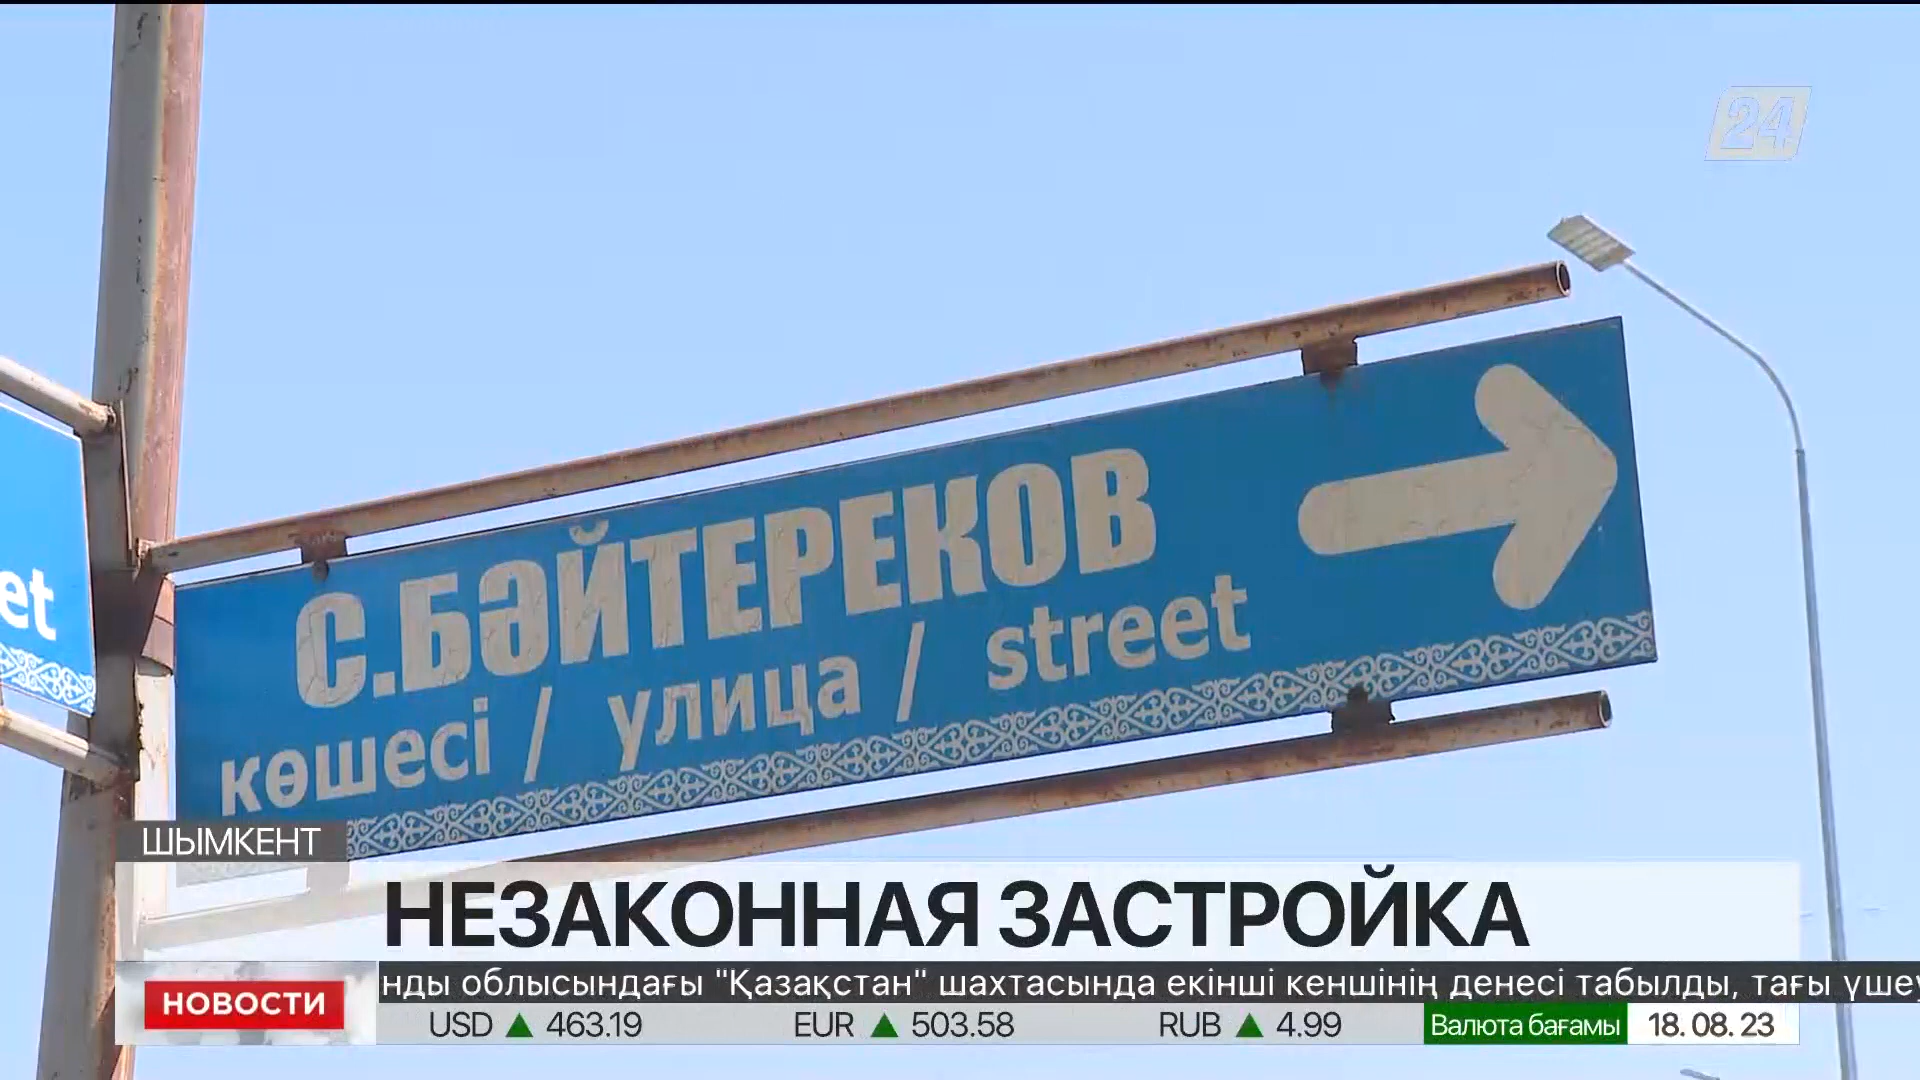 24
С.БӘЙТЕРЕКОВ
көшесі / улица / street
et
ШЫМКЕНТ
НЕЗАКОННАЯ ЗАСТРОЙКА
НОВОСТИ
нды облысындағы "Қазақстан" шахтасында екінші кеншінің денесі табылды, тағы үшеу
USD ▲ 463.19 EUR ▲ 503.58 RUB ▲ 4.99 Валюта бағамы 18. 08. 23